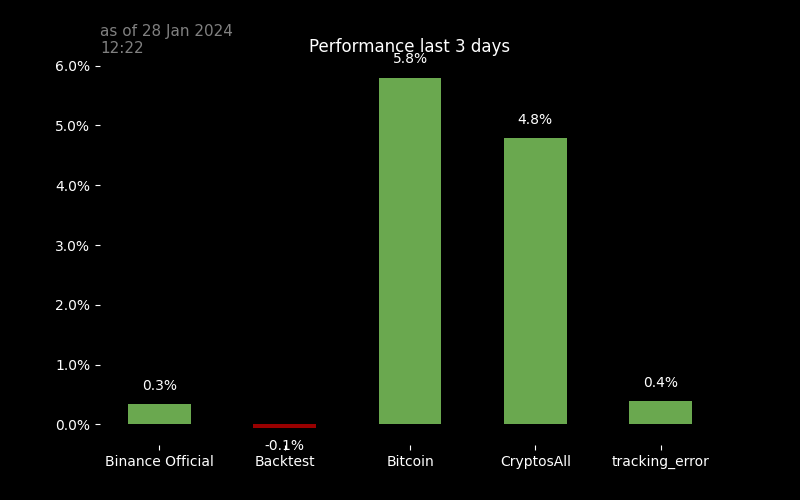 as of 28 Jan 2024
12:22
Performance last 3 days
6.0%
5.0%
4.0%
3.0%
2.0%
1.0%
0.0%
0.3%
-0.1%
5.8%
4.8%
0.4%
Binance Official
Backtest
Bitcoin
CryptosAll
tracking_error